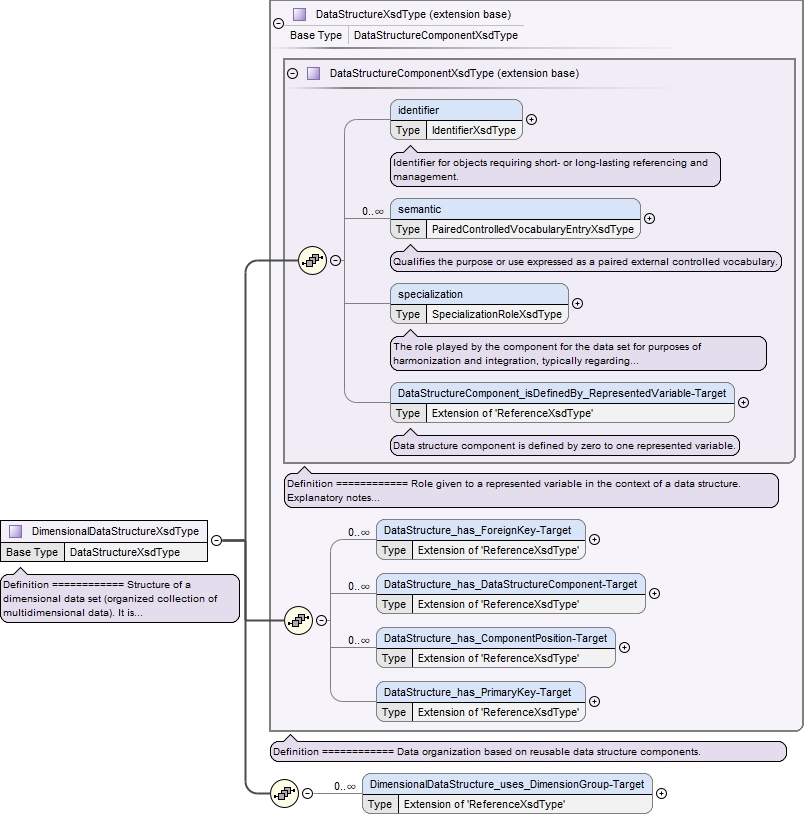 DataStructureXsdType (extension base)
Base Type DataStructureComponentXsdType
DataStructureComponentXsdType (extension base)
identifier
Type IdentifierXsdType
Identifier for objects requiring short- or long-lasting referencing and
management.
0..∞
semantic
Type PairedControlledVocabularyEntryXsdType
Qualifies the purpose or use expressed as a paired external controlled vocabulary.
specialization
Type SpecializationRoleXsdType
The role played by the component for the data set for purposes of
harmonization and integration, typically regarding...
DataStructureComponent_isDefinedBy_RepresentedVariable-Target
Type Extension of 'ReferenceXsdType'
Data structure component is defined by zero to one represented variable.
Definition ============ Role given to a represented variable in the context of a data structure.
Explanatory notes...
DimensionalDataStructureXsdType
Base Type DataStructureXsdType
Definition ============ Structure of a
dimensional data set (organized collection of
multidimensional data). It is...
0..∞
DataStructure_has_ForeignKey-Target
Type Extension of 'ReferenceXsdType'
0..∞
DataStructure_has_DataStructureComponent-Target
Type Extension of 'ReferenceXsdType'
0..∞
DataStructure_has_ComponentPosition-Target
Type Extension of 'ReferenceXsdType'
DataStructure_has_PrimaryKey-Target
Type Extension of 'ReferenceXsdType'
Definition ============ Data organization based on reusable data structure components.
0..∞
DimensionalDataStructure_uses_DimensionGroup-Target
Type Extension of 'ReferenceXsdType'